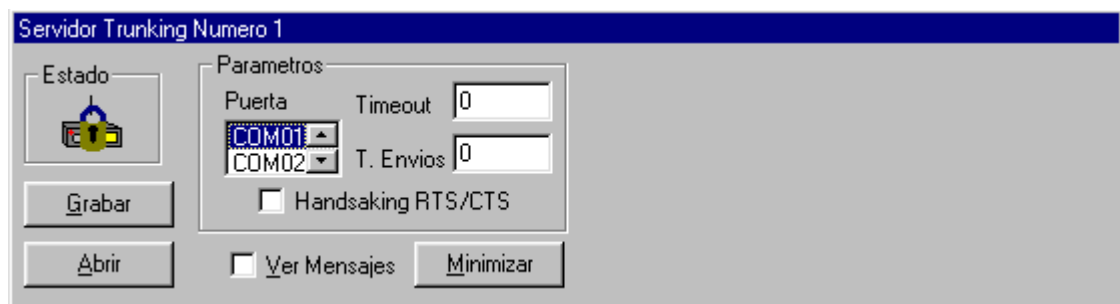 Servidor Trunking Numero 1
Estado
Parametros
Puerta
COM01
COM02
Timeout 0
T. Envios 0
Handsaking RTS/CTS
Grabar
Abrir
Ver Mensajes
Minimizar